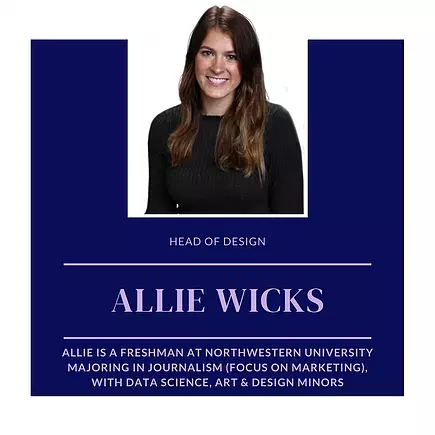 HEAD OF DESIGN
ALLIE WICKS
ALLIE IS A FRESHMAN AT NORTHWESTERN UNIVERSITY
MAJORING IN JOURNALISM (FOCUS ON MARKETING),
WITH DATA SCIENCE, ART & DESIGN MINORS